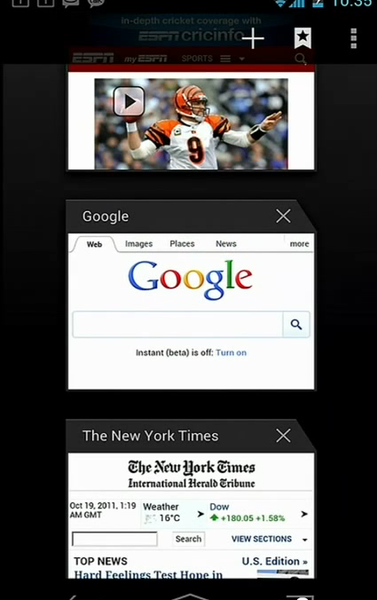 10:35
in-depth cricket coverage with
ESPN cricinfo
ESPN myESPN SPORTS
9
Google
Web Images Places News more
Google
Instant (beta) is off: Turn on
The New York Times
The New York Times
International Herald Tribune
Oct 19, 2011, 1:19
AM GMT
Weather
16°C
Dow
+180.05 +1.58%
Search
VIEW SECTIONS
TOP NEWS
U.S. Edition »
Hard Feelings Test Hope in